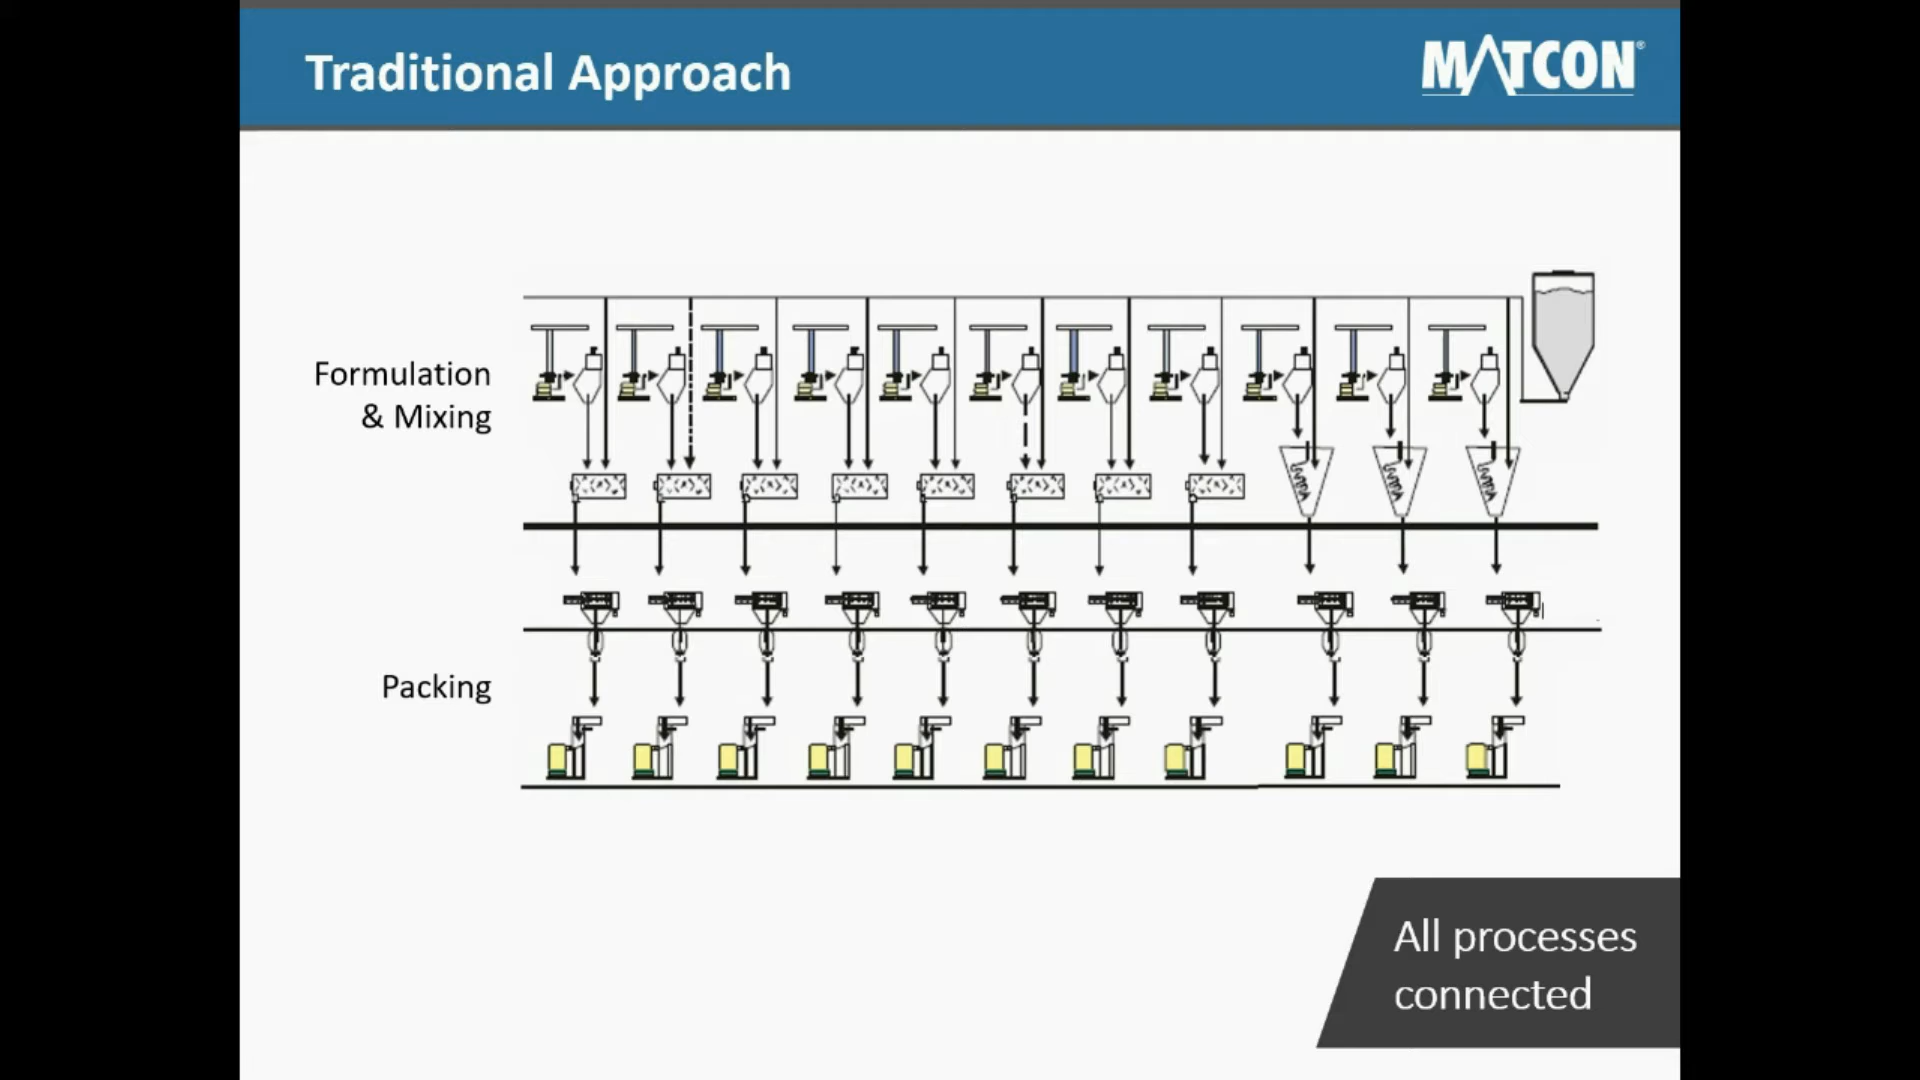 Traditional Approach
MATCON®
Formulation
& Mixing
Packing
All processes
connected